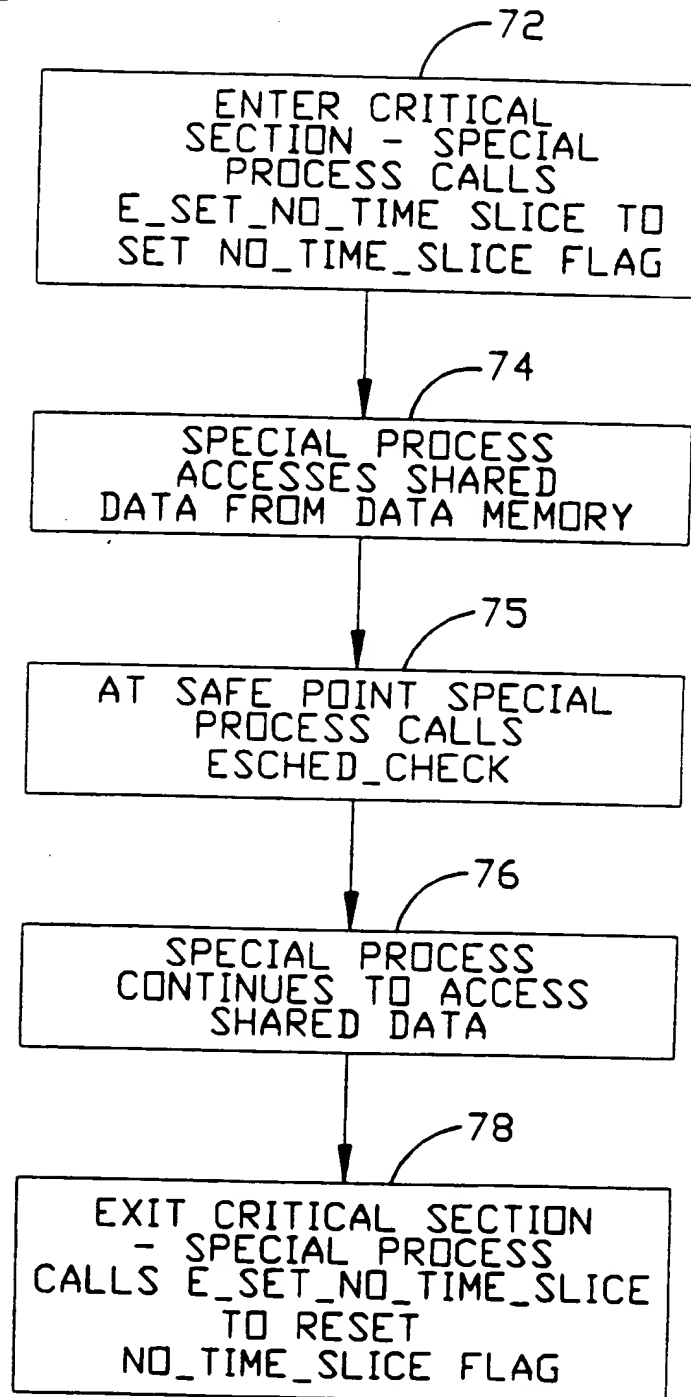 72
ENTER CRITICAL
SECTION - SPECIAL
PROCESS CALLS
E_SET_NO_TIME SLICE TO
SET NO_TIME_SLICE FLAG
74
SPECIAL PROCESS
ACCESSES SHARED
DATA FROM DATA MEMORY
75
AT SAFE POINT SPECIAL
PROCESS CALLS
ESCHED_CHECK
76
SPECIAL PROCESS
CONTINUES TO ACCESS
SHARED DATA
78
EXIT CRITICAL SECTION
- SPECIAL PROCESS
CALLS E_SET_NO_TIME_SLICE
TO RESET
NO_TIME_SLICE FLAG